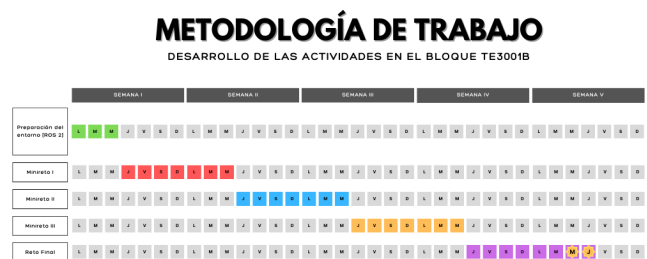 METODOLOGÍA DE TRABAJO
DESARROLLO DE LAS ACTIVIDADES EN EL BLOQUE TE3001B
SEMANA I SEMANA II SEMANA III SEMANA IV SEMANA V
Preparación del
entorno (ROS 2)
L M M J V S D L M M J V S D L M M J V S D L M M J V S D L M M J V S D
Minireto I
L M M J V S D L M M J V S D L M M J V S D L M M J V S D L M M J V S D
Minireto II
L M M J V S D L M M J V S D L M M J V S D L M M J V S D L M M J V S D
Minireto III
L M M J V S D L M M J V S D L M M J V S D L M M J V S D L M M J V S D
Reto Final
L M M J V S D L M M J V S D L M M J V S D L M M J V S D L M M J V S D